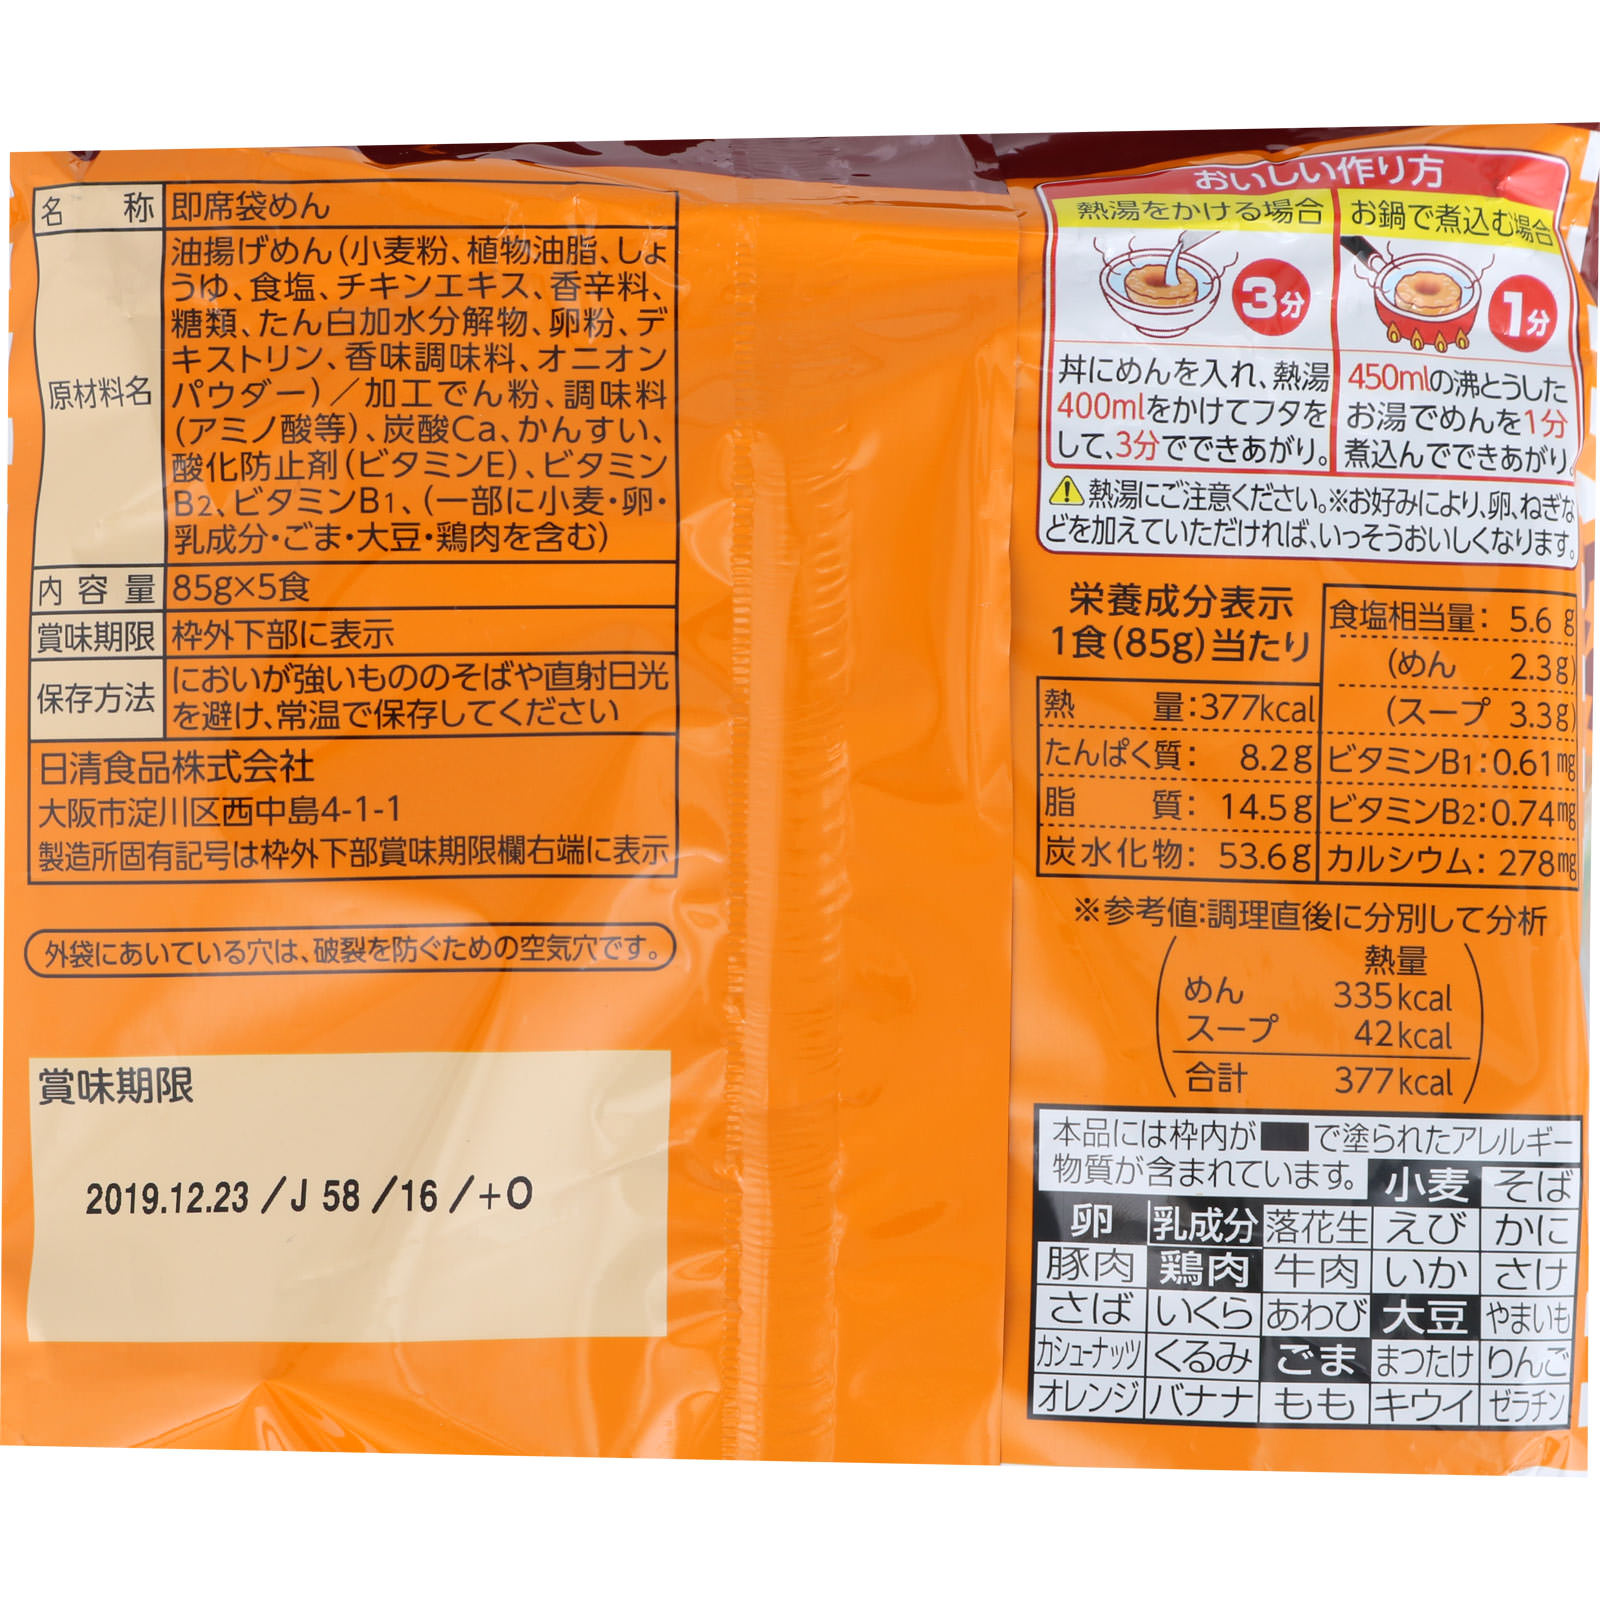 名 称 即席袋めん
原材料名
油揚げめん(小麦粉、植物油脂、しょ
うゆ、食塩、チキンエキス、香辛料、
糖類、たん白加水分解物、卵粉、デ
キストリン、香味調味料、オニオン
パウダー)/加工でん粉、調味料
(アミノ酸等)、炭酸Ca、かんすい、
酸化防止剤(ビタミンE)、ビタミン
B2、ビタミンB1、(一部に小麦・卵・
乳成分・ごま・大豆・鶏肉を含む)
内容量 85g×5食
賞味期限 枠外下部に表示
保存方法
においが強いもののそばや直射日光
を避け、常温で保存してください
日清食品株式会社
大阪市淀川区西中島4-1-1
製造所固有記号は枠外下部賞味期限欄右端に表示
外袋にあいている穴は、破裂を防ぐための空気穴です。
賞味期限
2019.12.23 /J 58 /16 /+O
おいしい作り方
熱湯をかける場合
3分
丼にめんを入れ、熱湯
400mlをかけてフタを
して、3分でできあがり。
お鍋で煮込む場合
1分
450mlの沸とうした
お湯でめんを1分
煮込んでできあがり。
熱湯にご注意ください。※お好みにより、卵、ねぎな
どを加えていただければ、いっそうおいしくなります。
栄養成分表示
1食(85g)当たり
熱 量:377kcal
たんぱく質: 8.2g
脂 質: 14.5g
炭水化物: 53.6g
食塩相当量: 5.6g
(めん 2.3g)
(スープ 3.3g)
ビタミンB1:0.61mg
ビタミンB2:0.74mg
カルシウム: 278mg
※参考値:調理直後に分別して分析
熱量
めん 335kcal
スープ 42kcal
合計 377kcal
本品には枠内が■で塗られたアレルギー
物質が含まれています。 小麦 そば
卵 乳成分 落花生 えび かに
豚肉 鶏肉 牛肉 いか さけ
さば いくら あわび 大豆 やまいも
カシューナッツ くるみ ごま まつたけ りんご
オレンジ バナナ もも キウイ ゼラチン